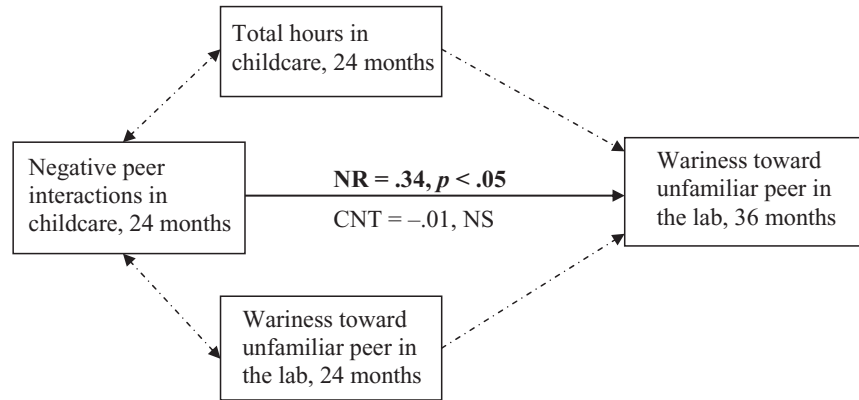 Total hours in
childcare, 24 months
Negative peer
interactions in
childcare, 24 months
NR = .34, p < .05
CNT = –.01, NS
Wariness toward
unfamiliar peer in
the lab, 36 months
Wariness toward
unfamiliar peer in
the lab, 24 months